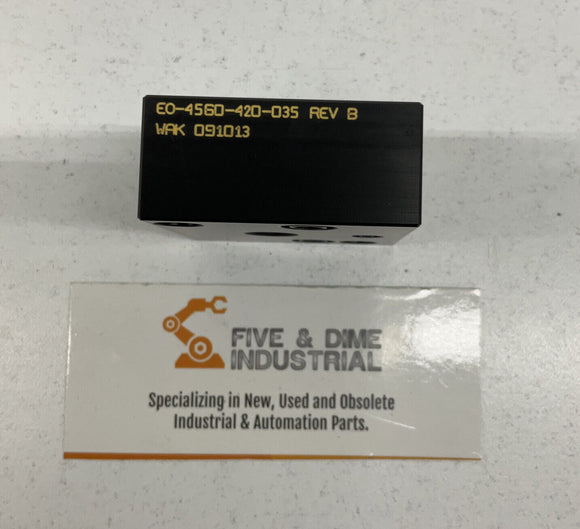 EO-4560-420-035 REV B
WAK 091013
FIVE & DIME
INDUSTRIAL
Specializing in New, Used and Obsolete
Industrial & Automation Parts.